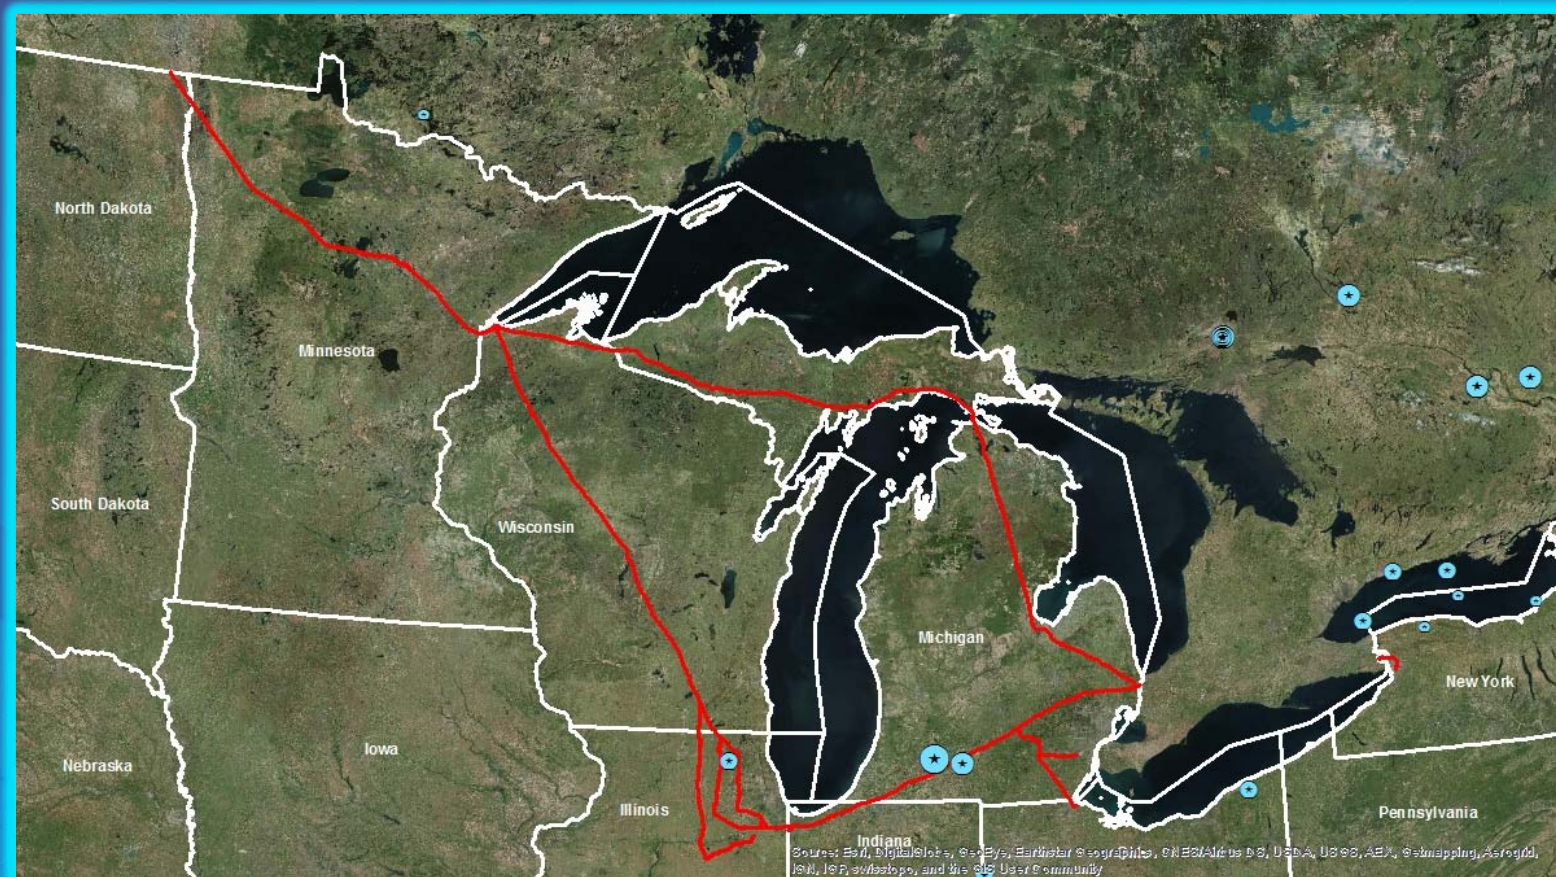 North Dakota
Minnesota
South Dakota
Wisconsin
Michigan
New York
Iowa
Nebraska
Illinois
Pennsylvania
Indiana
Source: Esri, DigitalGlobe, GeoEye, Earthstar Geographics, CNES/Airbus DS, USDA, USGS, AEX, Getmapping, Aerogrid,
IGN, IGP, swisstopo, and the GIS User Community